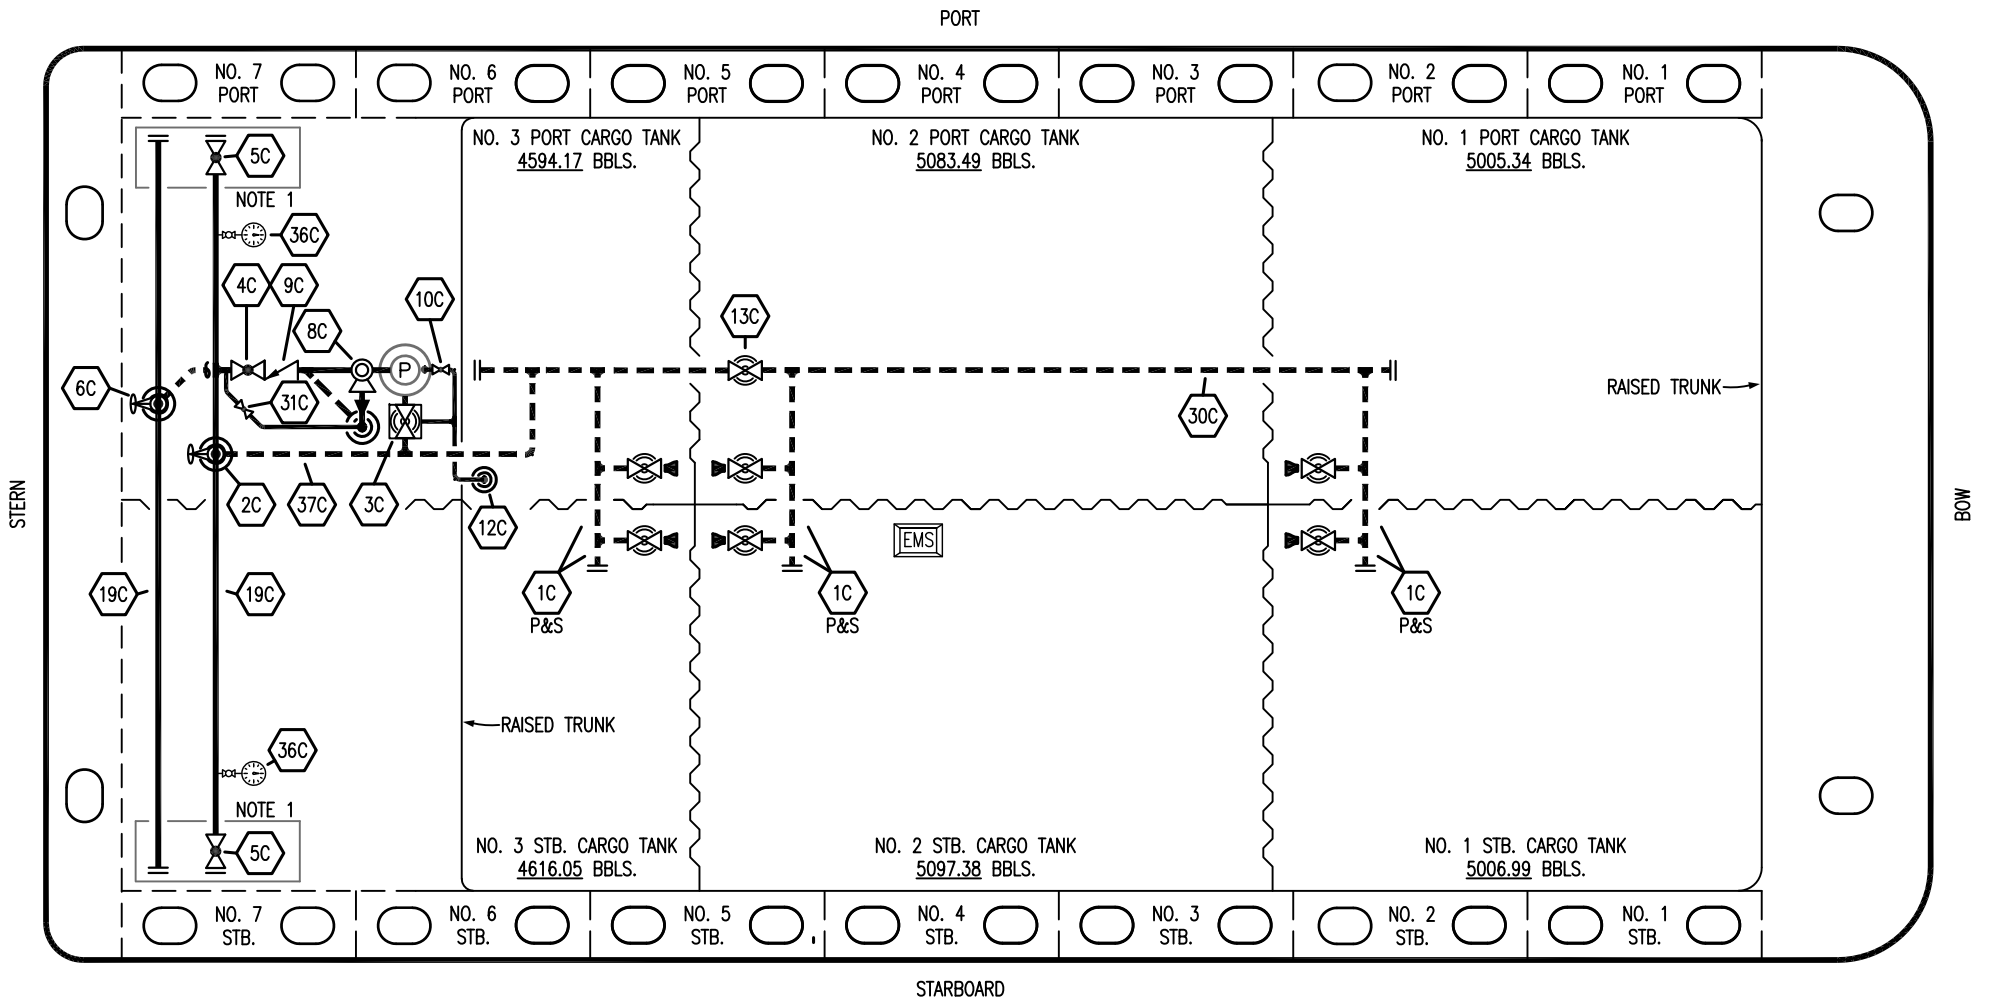 PORT
NO. 7
PORT
NO. 6
PORT
NO. 5
PORT
NO. 4
PORT
NO. 3
PORT
NO. 2
PORT
NO. 1
PORT
NO. 3 PORT CARGO TANK
4594.17 BBLS.
NO. 2 PORT CARGO TANK
5083.49 BBLS.
NO. 1 PORT CARGO TANK
5005.34 BBLS.
5C
NOTE 1
36C
4C
9C
10C
8C
13C
P
6C
31C
30C
RAISED TRUNK
STERN
2C
37C
3C
12C
EMS
BOW
19C
19C
1C
P&S
1C
P&S
1C
P&S
RAISED TRUNK
36C
NOTE 1
5C
NO. 3 STB. CARGO TANK
4616.05 BBLS.
NO. 2 STB. CARGO TANK
5097.38 BBLS.
NO. 1 STB. CARGO TANK
5006.99 BBLS.
NO. 7
STB.
NO. 6
STB.
NO. 5
STB.
NO. 4
STB.
NO. 3
STB.
NO. 2
STB.
NO. 1
STB.
STARBOARD